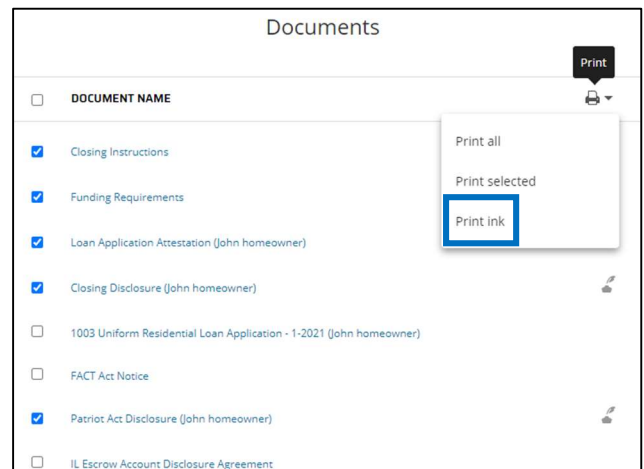 Documents
Print
DOCUMENT NAME
Print all
Print selected
Print ink
Closing Instructions
Funding Requirements
Loan Application Attestation (John homeowner)
Closing Disclosure (John homeowner)
1003 Uniform Residential Loan Application - 1-2021 (John homeowner)
FACT Act Notice
Patriot Act Disclosure (John homeowner)
IL Escrow Account Disclosure Agreement